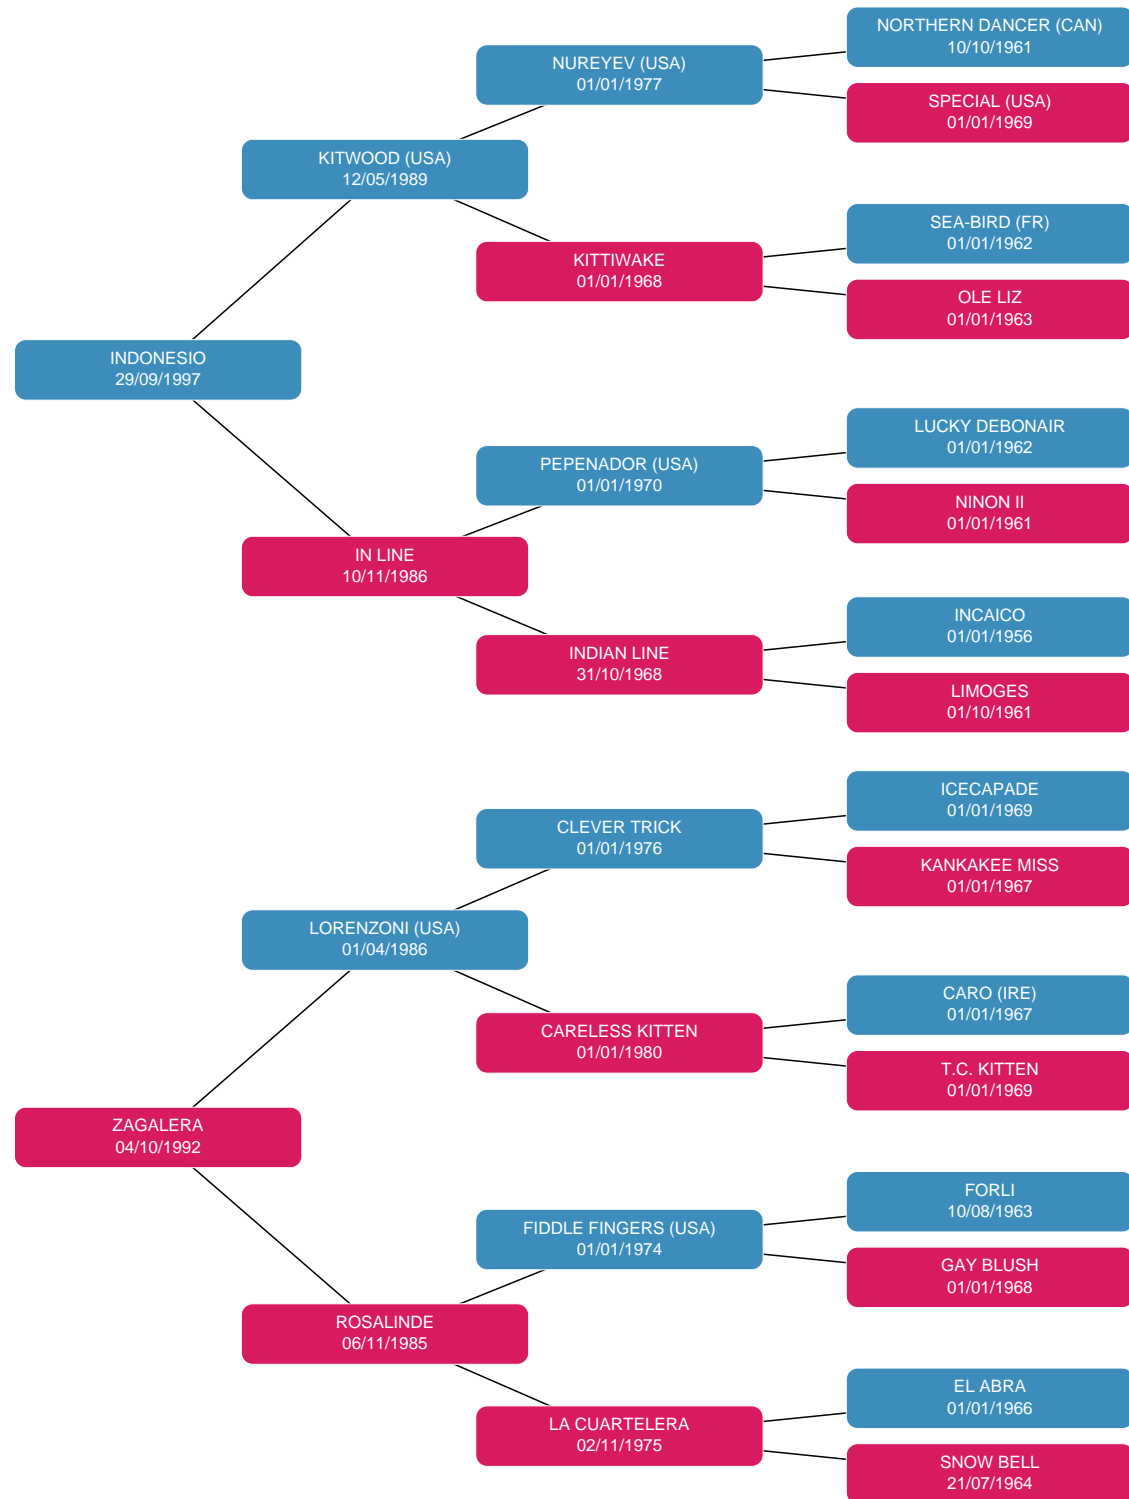 NORTHERN DANCER (CAN)
10/10/1961
NUREYEV (USA)
01/01/1977
SPECIAL (USA)
01/01/1969
KITWOOD (USA)
12/05/1989
SEA-BIRD (FR)
01/01/1962
KITTIWAKE
01/01/1968
OLE LIZ
01/01/1963
INDONESIO
29/09/1997
LUCKY DEBONAIR
01/01/1962
PEPENADOR (USA)
01/01/1970
NINON II
01/01/1961
IN LINE
10/11/1986
INCAICO
01/01/1956
INDIAN LINE
31/10/1968
LIMOGES
01/10/1961
ICECAPADE
01/01/1969
CLEVER TRICK
01/01/1976
KANKAKEE MISS
01/01/1967
LORENZONI (USA)
01/04/1986
CARO (IRE)
01/01/1967
CARELESS KITTEN
01/01/1980
T.C. KITTEN
01/01/1969
ZAGALERA
04/10/1992
FORLI
10/08/1963
FIDDLE FINGERS (USA)
01/01/1974
GAY BLUSH
01/01/1968
ROSALINDE
06/11/1985
EL ABRA
01/01/1966
LA CUARTELERA
02/11/1975
SNOW BELL
21/07/1964